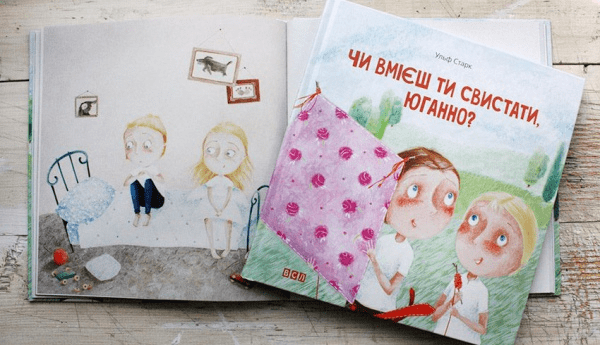 Ульф Старк
ЧИ ВМІЄШ ТИ СВИСТАТИ,
ЮГАННО?
ВСЛ